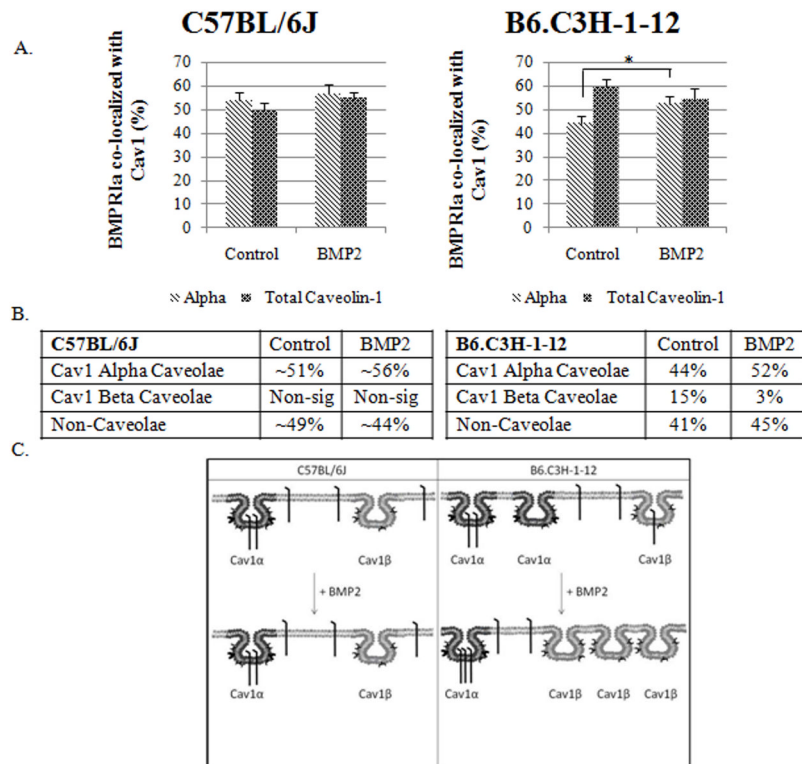 C57BL/6J
B6.C3H-1-12
A.
BMPRIa co-localized with Cav1 (%)
70
60
50
40
30
20
10
0
Control
BMP2
Alpha
Total Caveolin-1
BMPRIa co-localized with Cav1 (%)
70
60
50
40
30
20
10
0
*
Control
BMP2
Alpha
Total Caveolin-1
B.
C57BL/6J Control BMP2
Cav1 Alpha Caveolae ~51% ~56%
Cav1 Beta Caveolae Non-sig Non-sig
Non-Caveolae ~49% ~44%
B6.C3H-1-12 Control BMP2
Cav1 Alpha Caveolae 44% 52%
Cav1 Beta Caveolae 15% 3%
Non-Caveolae 41% 45%
C.
C57BL/6J
Cav1α Cav1β
+ BMP2
Cav1α Cav1β
B6.C3H-1-12
Cav1α Cav1α Cav1β
+ BMP2
Cav1α Cav1β Cav1β Cav1β